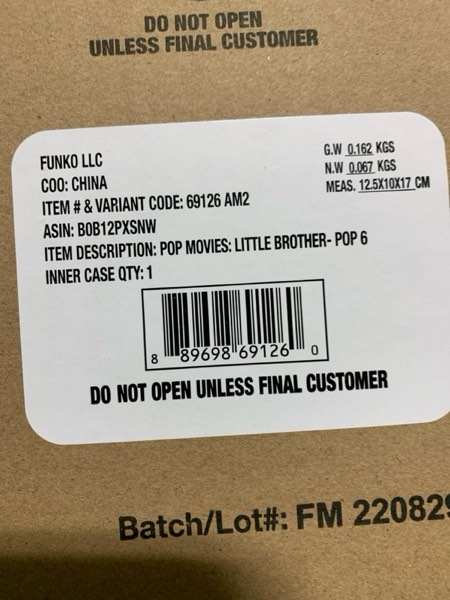 DO NOT OPEN
UNLESS FINAL CUSTOMER
FUNKO LLC
COO: CHINA
ITEM # & VARIANT CODE: 69126 AM2
ASIN: B0B12PXSNW
ITEM DESCRIPTION: POP MOVIES: LITTLE BROTHER- POP 6
INNER CASE QTY: 1
G.W 0.162 KGS
N.W 0.067 KGS
MEAS. 12.5X10X17 CM
8 89698 69126 0
DO NOT OPEN UNLESS FINAL CUSTOMER
Batch/Lot#: FM 220829